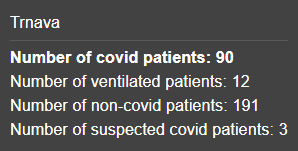 Trnava
Number of covid patients: 90
Number of ventilated patients: 12
Number of non-covid patients: 191
Number of suspected covid patients: 3